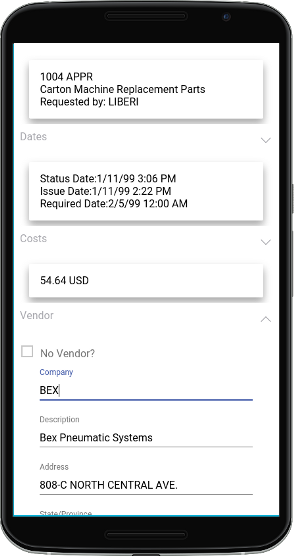 1004 APPR
Carton Machine Replacement Parts
Requested by: LIBERI
Dates
Status Date:1/11/99 3:06 PM
Issue Date:1/11/99 2:22 PM
Required Date:2/5/99 12:00 AM
Costs
54.64 USD
Vendor
No Vendor?
Company
BEX
Description
Bex Pneumatic Systems
Address
808-C NORTH CENTRAL AVE.
State/Province